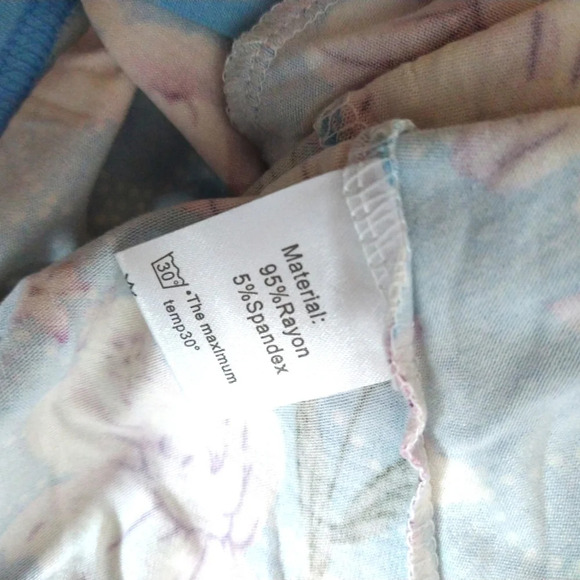 Material:
95%Rayon
5%Spandex
30°
•The maximum
temp30°